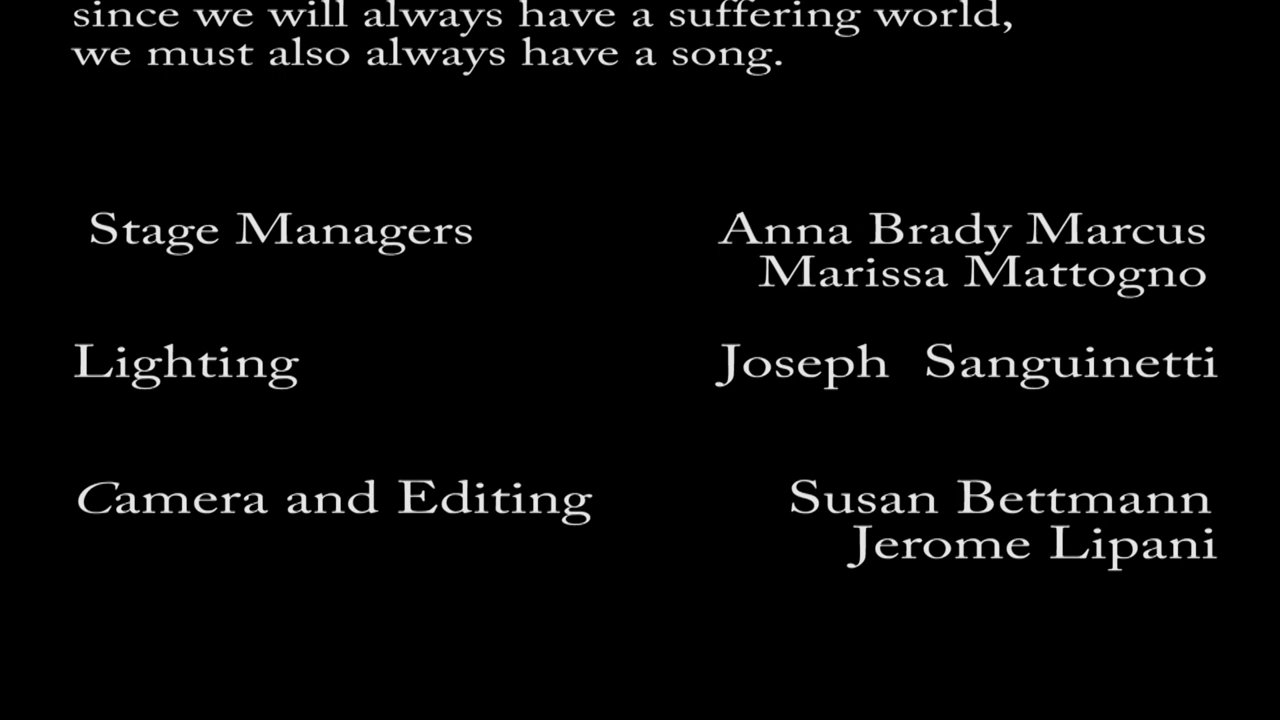 since we will always have a suffering world,
we must also always have a song.
Stage Managers Anna Brady Marcus
Marissa Mattogno
Lighting Joseph Sanguinetti
Camera and Editing Susan Bettmann
Jerome Lipani